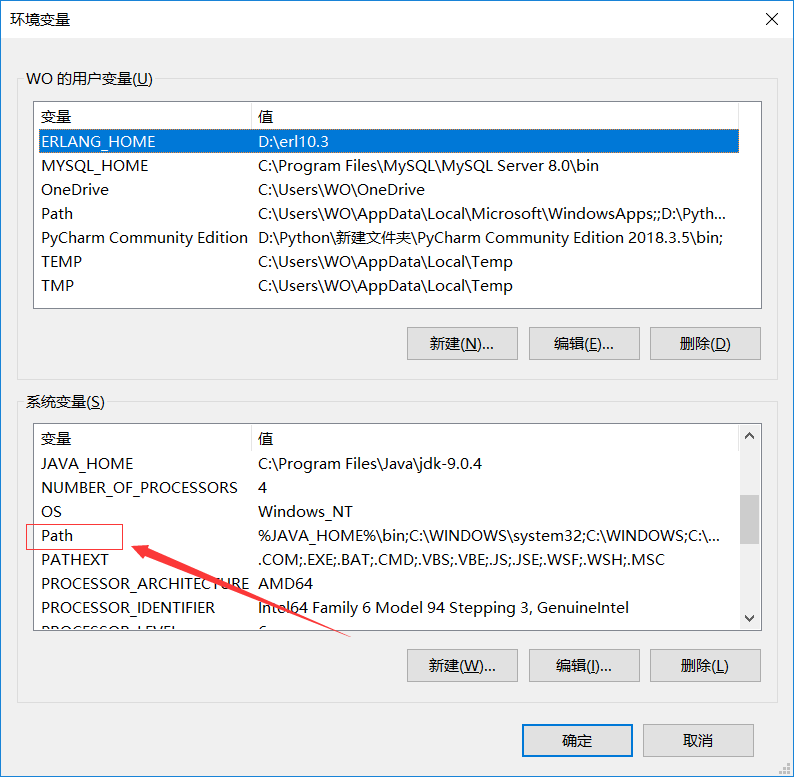 环境变量
WO 的用户变量(U)
变量 值
ERLANG_HOME D:\erl10.3
MYSQL_HOME C:\Program Files\MySQL\MySQL Server 8.0\bin
OneDrive C:\Users\WO\OneDrive
Path C:\Users\WO\AppData\Local\Microsoft\WindowsApps;;D:\Pyth...
PyCharm Community Edition D:\Python\新建文件夹\PyCharm Community Edition 2018.3.5\bin;
TEMP C:\Users\WO\AppData\Local\Temp
TMP C:\Users\WO\AppData\Local\Temp
新建(N)... 编辑(E)... 删除(D)
系统变量(S)
变量 值
JAVA_HOME C:\Program Files\Java\jdk-9.0.4
NUMBER_OF_PROCESSORS 4
OS Windows_NT
Path %JAVA_HOME%\bin;C:\WINDOWS\system32;C:\WINDOWS;C:\...
PATHEXT .COM;.EXE;.BAT;.CMD;.VBS;.VBE;.JS;.JSE;.WSF;.WSH;.MSC
PROCESSOR_ARCHITECTURE AMD64
PROCESSOR_IDENTIFIER Intel64 Family 6 Model 94 Stepping 3, GenuineIntel
PROCESSOR_LEVEL 6
新建(W)... 编辑(I)... 删除(L)
确定 取消